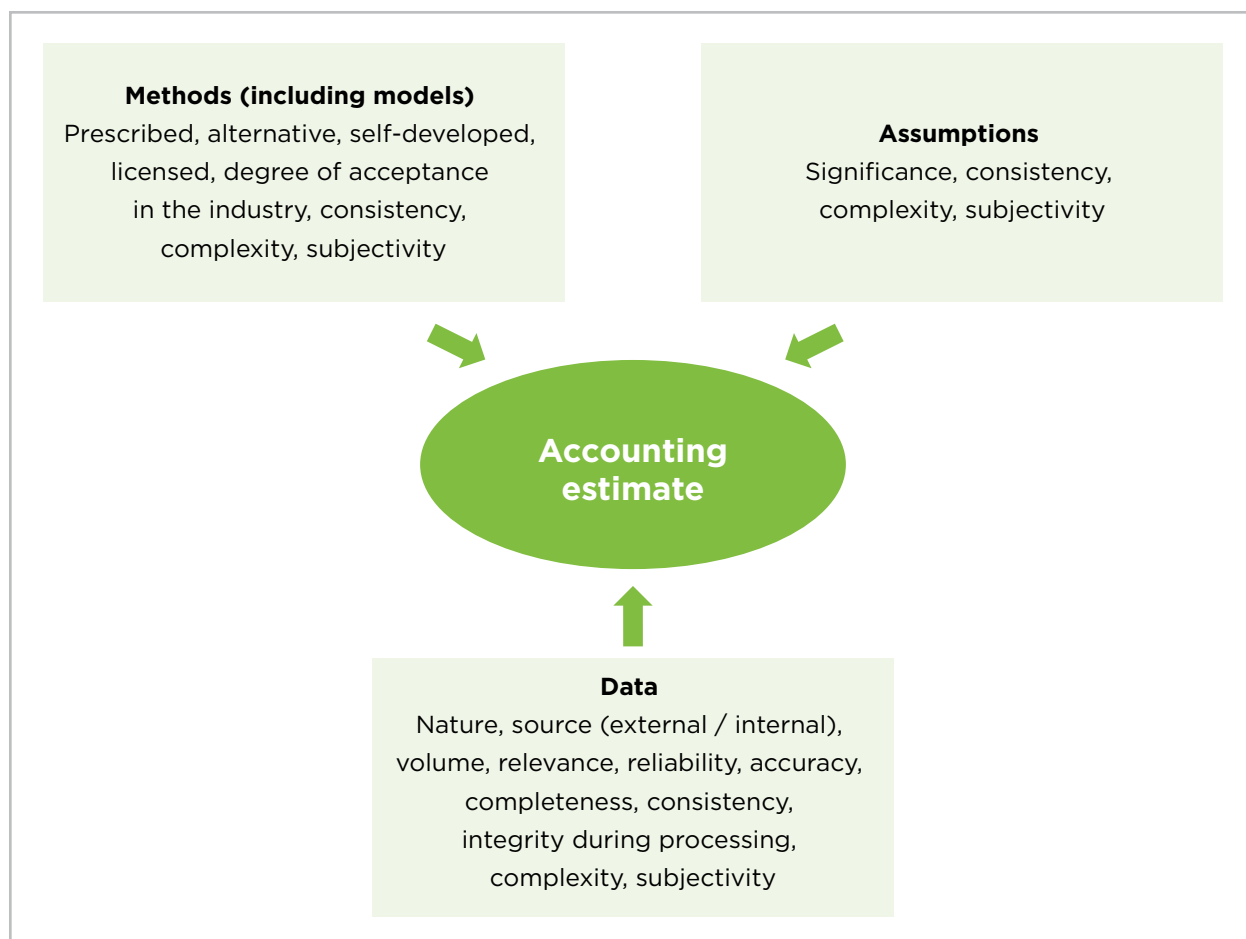 Methods (including models)
Prescribed, alternative, self-developed,
licensed, degree of acceptance
in the industry, consistency,
complexity, subjectivity
Assumptions
Significance, consistency,
complexity, subjectivity
Accounting
estimate
Data
Nature, source (external / internal),
volume, relevance, reliability, accuracy,
completeness, consistency,
integrity during processing,
complexity, subjectivity